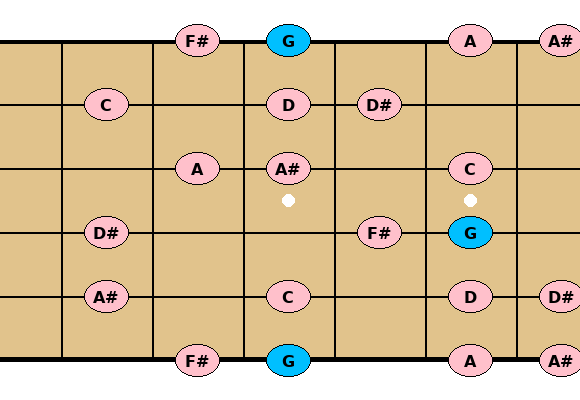 F# G A A#
C D D#
A A# C
D# F# G
A# C D D#
F# G A A#